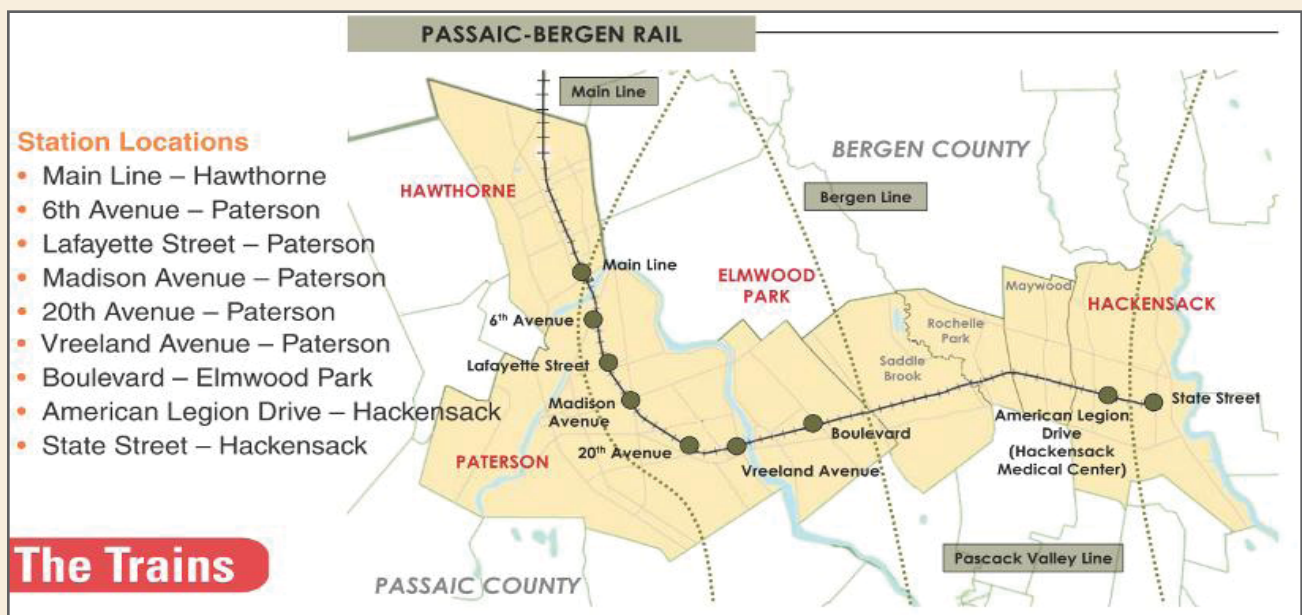 PASSAIC-BERGEN RAIL
Station Locations
• Main Line – Hawthorne
• 6th Avenue – Paterson
• Lafayette Street – Paterson
• Madison Avenue – Paterson
• 20th Avenue – Paterson
• Vreeland Avenue – Paterson
• Boulevard – Elmwood Park
• American Legion Drive – Hackensack
• State Street – Hackensack
The Trains
Main Line
BERGEN COUNTY
HAWTHORNE
Bergen Line
Main Line
ELMWOOD
PARK
Maywood
HACKENSACK
6th Avenue
Rochelle
Park
Lafayette Street
Saddle
Brook
Madison
Avenue
State Street
American Legion
Drive
(Hackensack
Medical Center)
Boulevard
20th Avenue
PATERSON
Vreeland Avenue
Pascack Valley Line
PASSAIC COUNTY